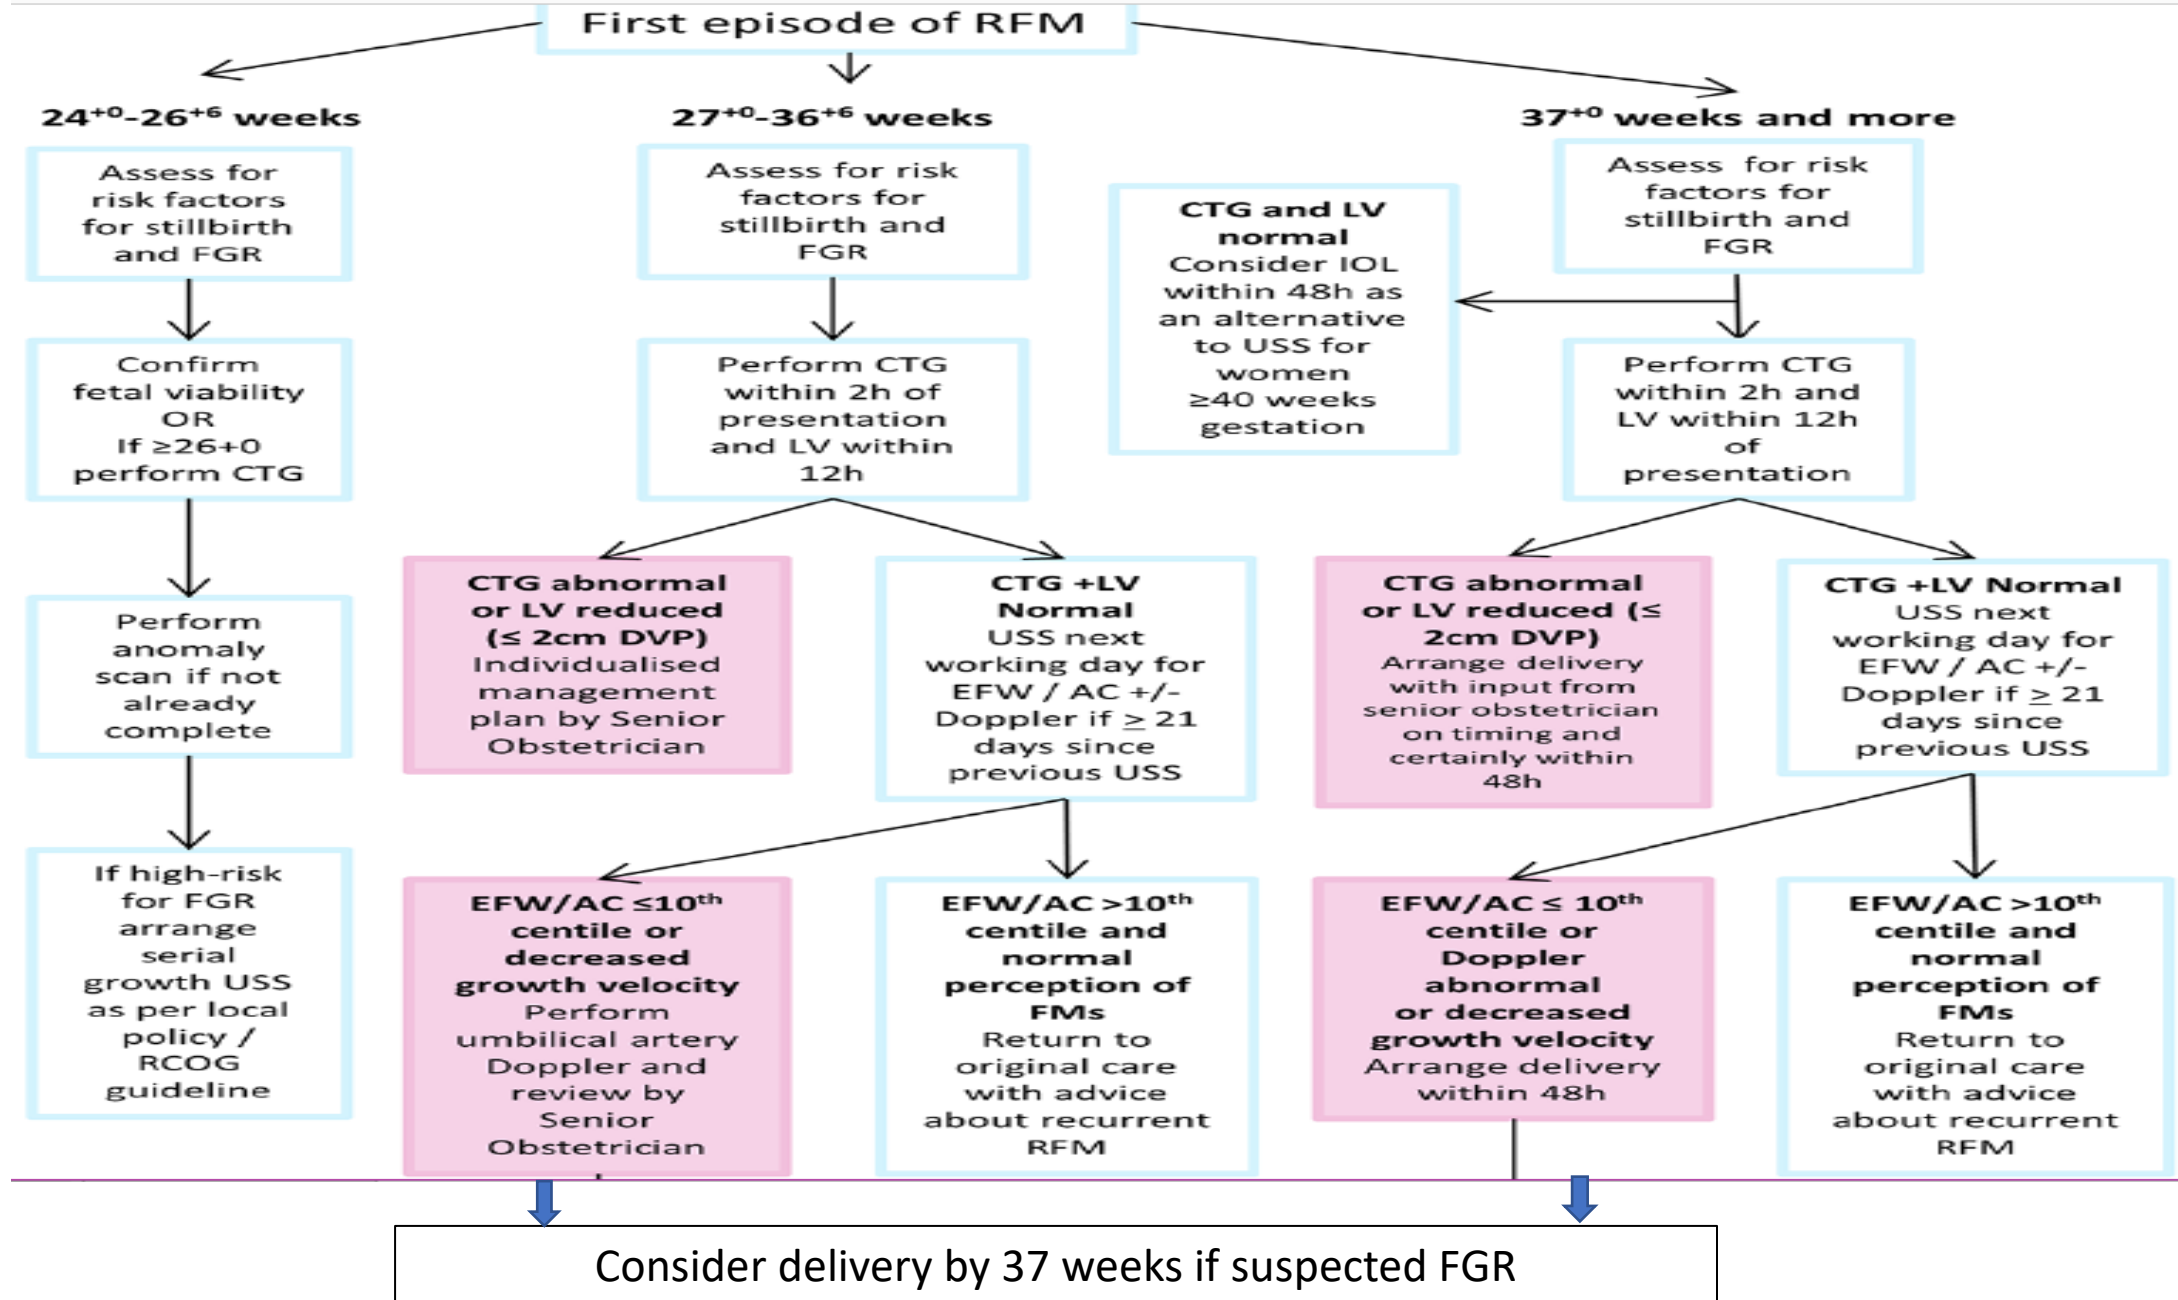 First episode of RFM
24⁺⁰-26⁺⁶ weeks
Assess for
risk factors
for stillbirth
and FGR
Confirm
fetal viability
OR
If ≥26+0
perform CTG
Perform
anomaly
scan if not
already
complete
If high-risk
for FGR
arrange
serial
growth USS
as per local
policy /
RCOG
guideline
27⁺⁰-36⁺⁶ weeks
Assess for risk
factors for
stillbirth and
FGR
Perform CTG
within 2h of
presentation
and LV within
12h
CTG abnormal
or LV reduced
(≤ 2cm DVP)
Individualised
management
plan by Senior
Obstetrician
CTG +LV
Normal
USS next
working day for
EFW / AC +/-
Doppler if ≥ 21
days since
previous USS
EFW/AC ≤10ᵗʰ
centile or
decreased
growth velocity
Perform
umbilical artery
Doppler and
review by
Senior
Obstetrician
EFW/AC >10ᵗʰ
centile and
normal
perception of
FMs
Return to
original care
with advice
about recurrent
RFM
37⁺⁰ weeks and more
Assess for risk
factors for
stillbirth and
FGR
CTG and LV
normal
Consider IOL
within 48h as
an alternative
to USS for
women
≥40 weeks
gestation
Perform CTG
within 2h and
LV within 12h
of
presentation
CTG abnormal
or LV reduced (≤
2cm DVP)
Arrange delivery
with input from
senior obstetrician
on timing and
certainly within
48h
CTG +LV Normal
USS next
working day for
EFW / AC +/-
Doppler if ≥ 21
days since
previous USS
EFW/AC ≤ 10ᵗʰ
centile or
Doppler
abnormal
or decreased
growth velocity
Arrange delivery
within 48h
EFW/AC >10ᵗʰ
centile and
normal
perception of
FMs
Return to
original care
with advice
about recurrent
RFM
Consider delivery by 37 weeks if suspected FGR